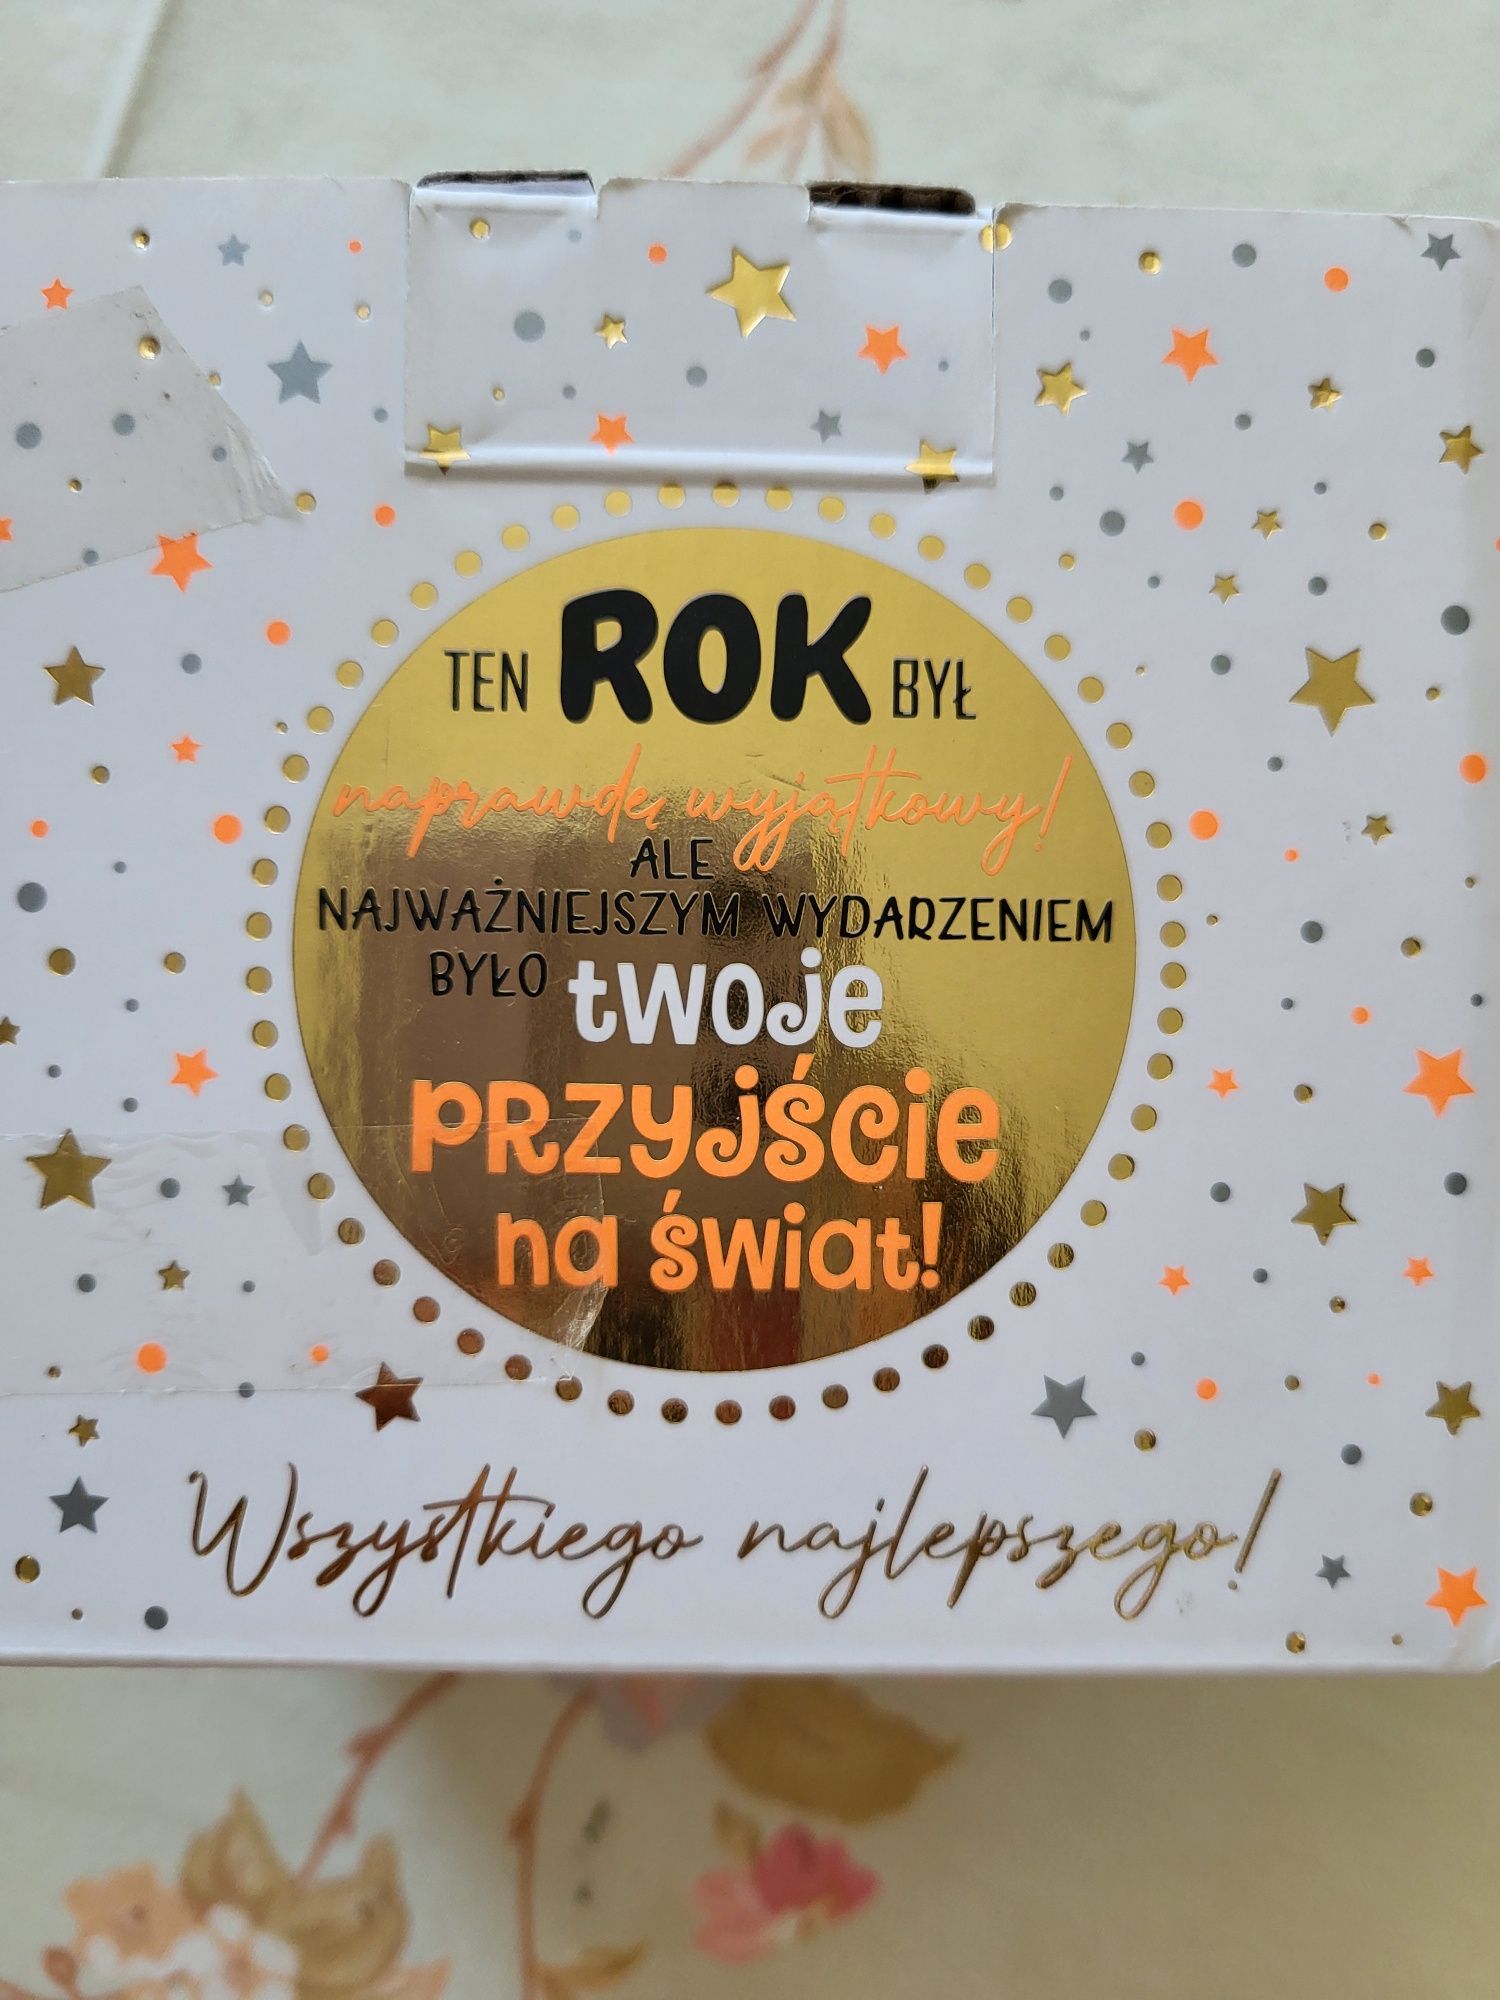 TEN ROK BYŁ
naprawdę wyjątkowy!
ALE
NAJWAŻNIEJSZYM WYDARZENIEM
BYŁO twoje
PRZYJŚCIE
na świat!
Wszystkiego najlepszego!